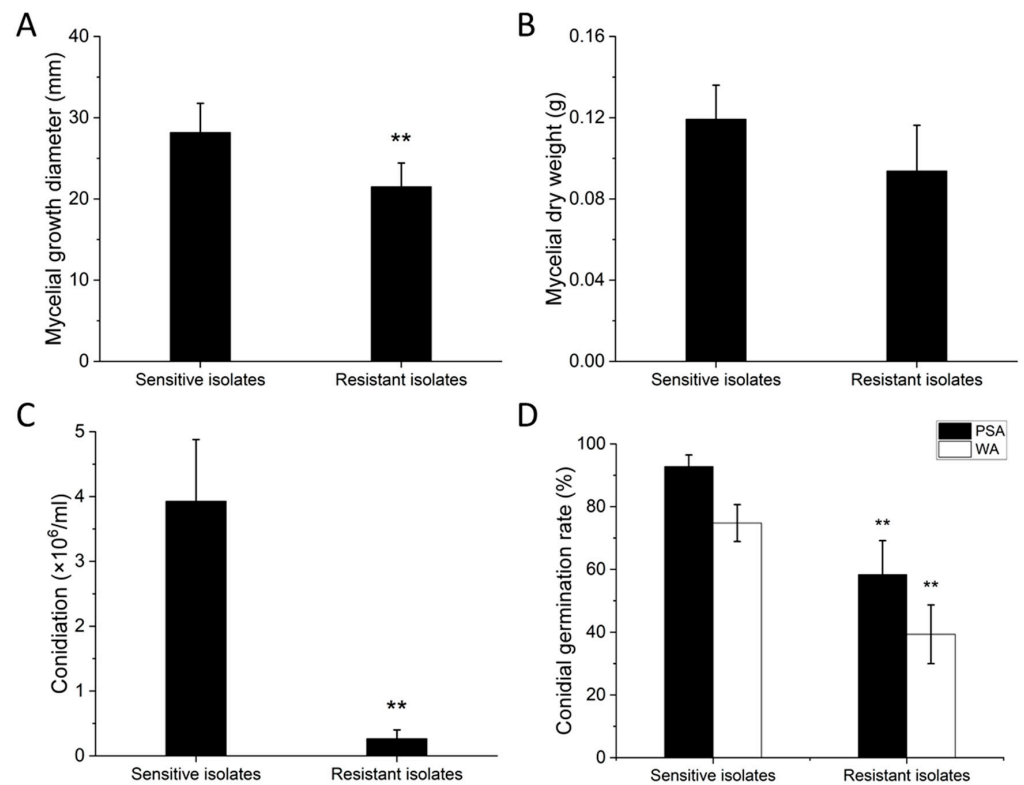 A
Mycelial growth diameter (mm)
40
30
20
10
0
**
Sensitive isolates
Resistant isolates
B
Mycelial dry weight (g)
0.16
0.12
0.08
0.04
0.00
Sensitive isolates
Resistant isolates
C
Conidiation (×10⁶/ml)
5
4
3
2
1
0
**
Sensitive isolates
Resistant isolates
D
Conidial germination rate (%)
100
80
60
40
20
0
PSA
WA
**
**
Sensitive isolates
Resistant isolates